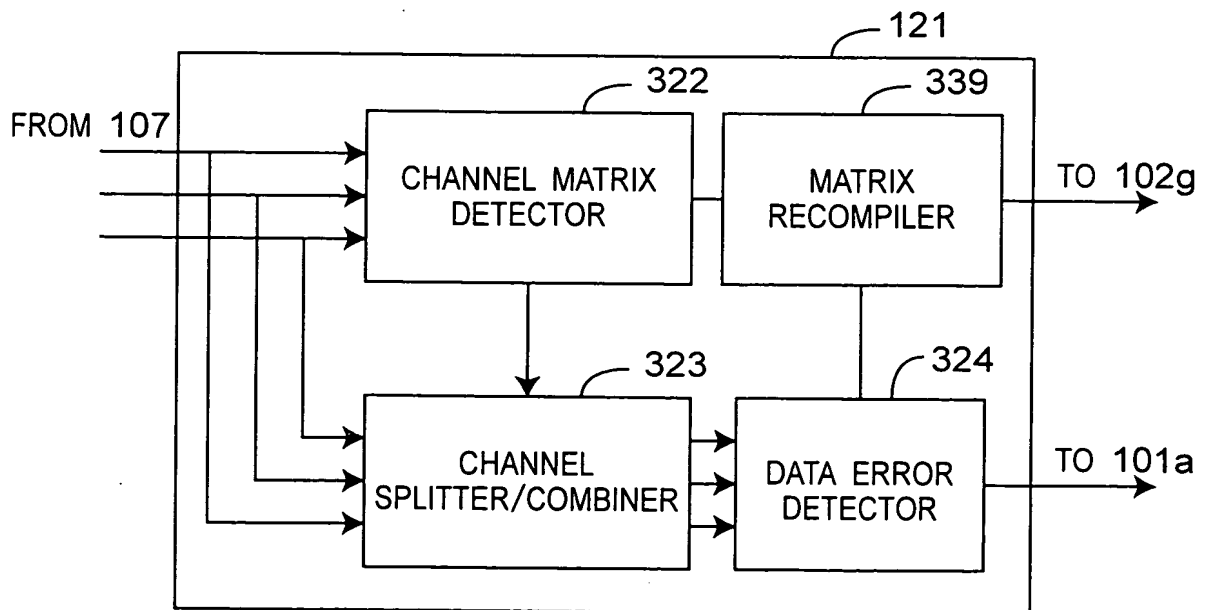 121
322
339
FROM 107
CHANNEL MATRIX
DETECTOR
MATRIX
RECOMPILER
TO 102g
323
324
CHANNEL
SPLITTER/COMBINER
DATA ERROR
DETECTOR
TO 101a